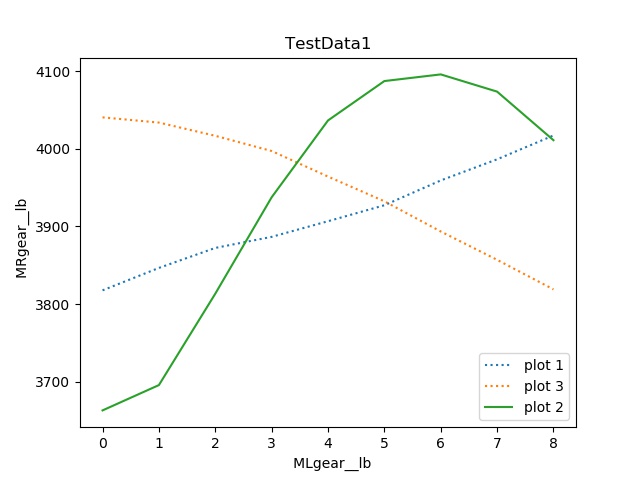 TestData1
4100
4000
3900
3800
3700
MRgear__lb
0 1 2 3 4 5 6 7 8
MLgear__lb
plot 1
plot 3
plot 2